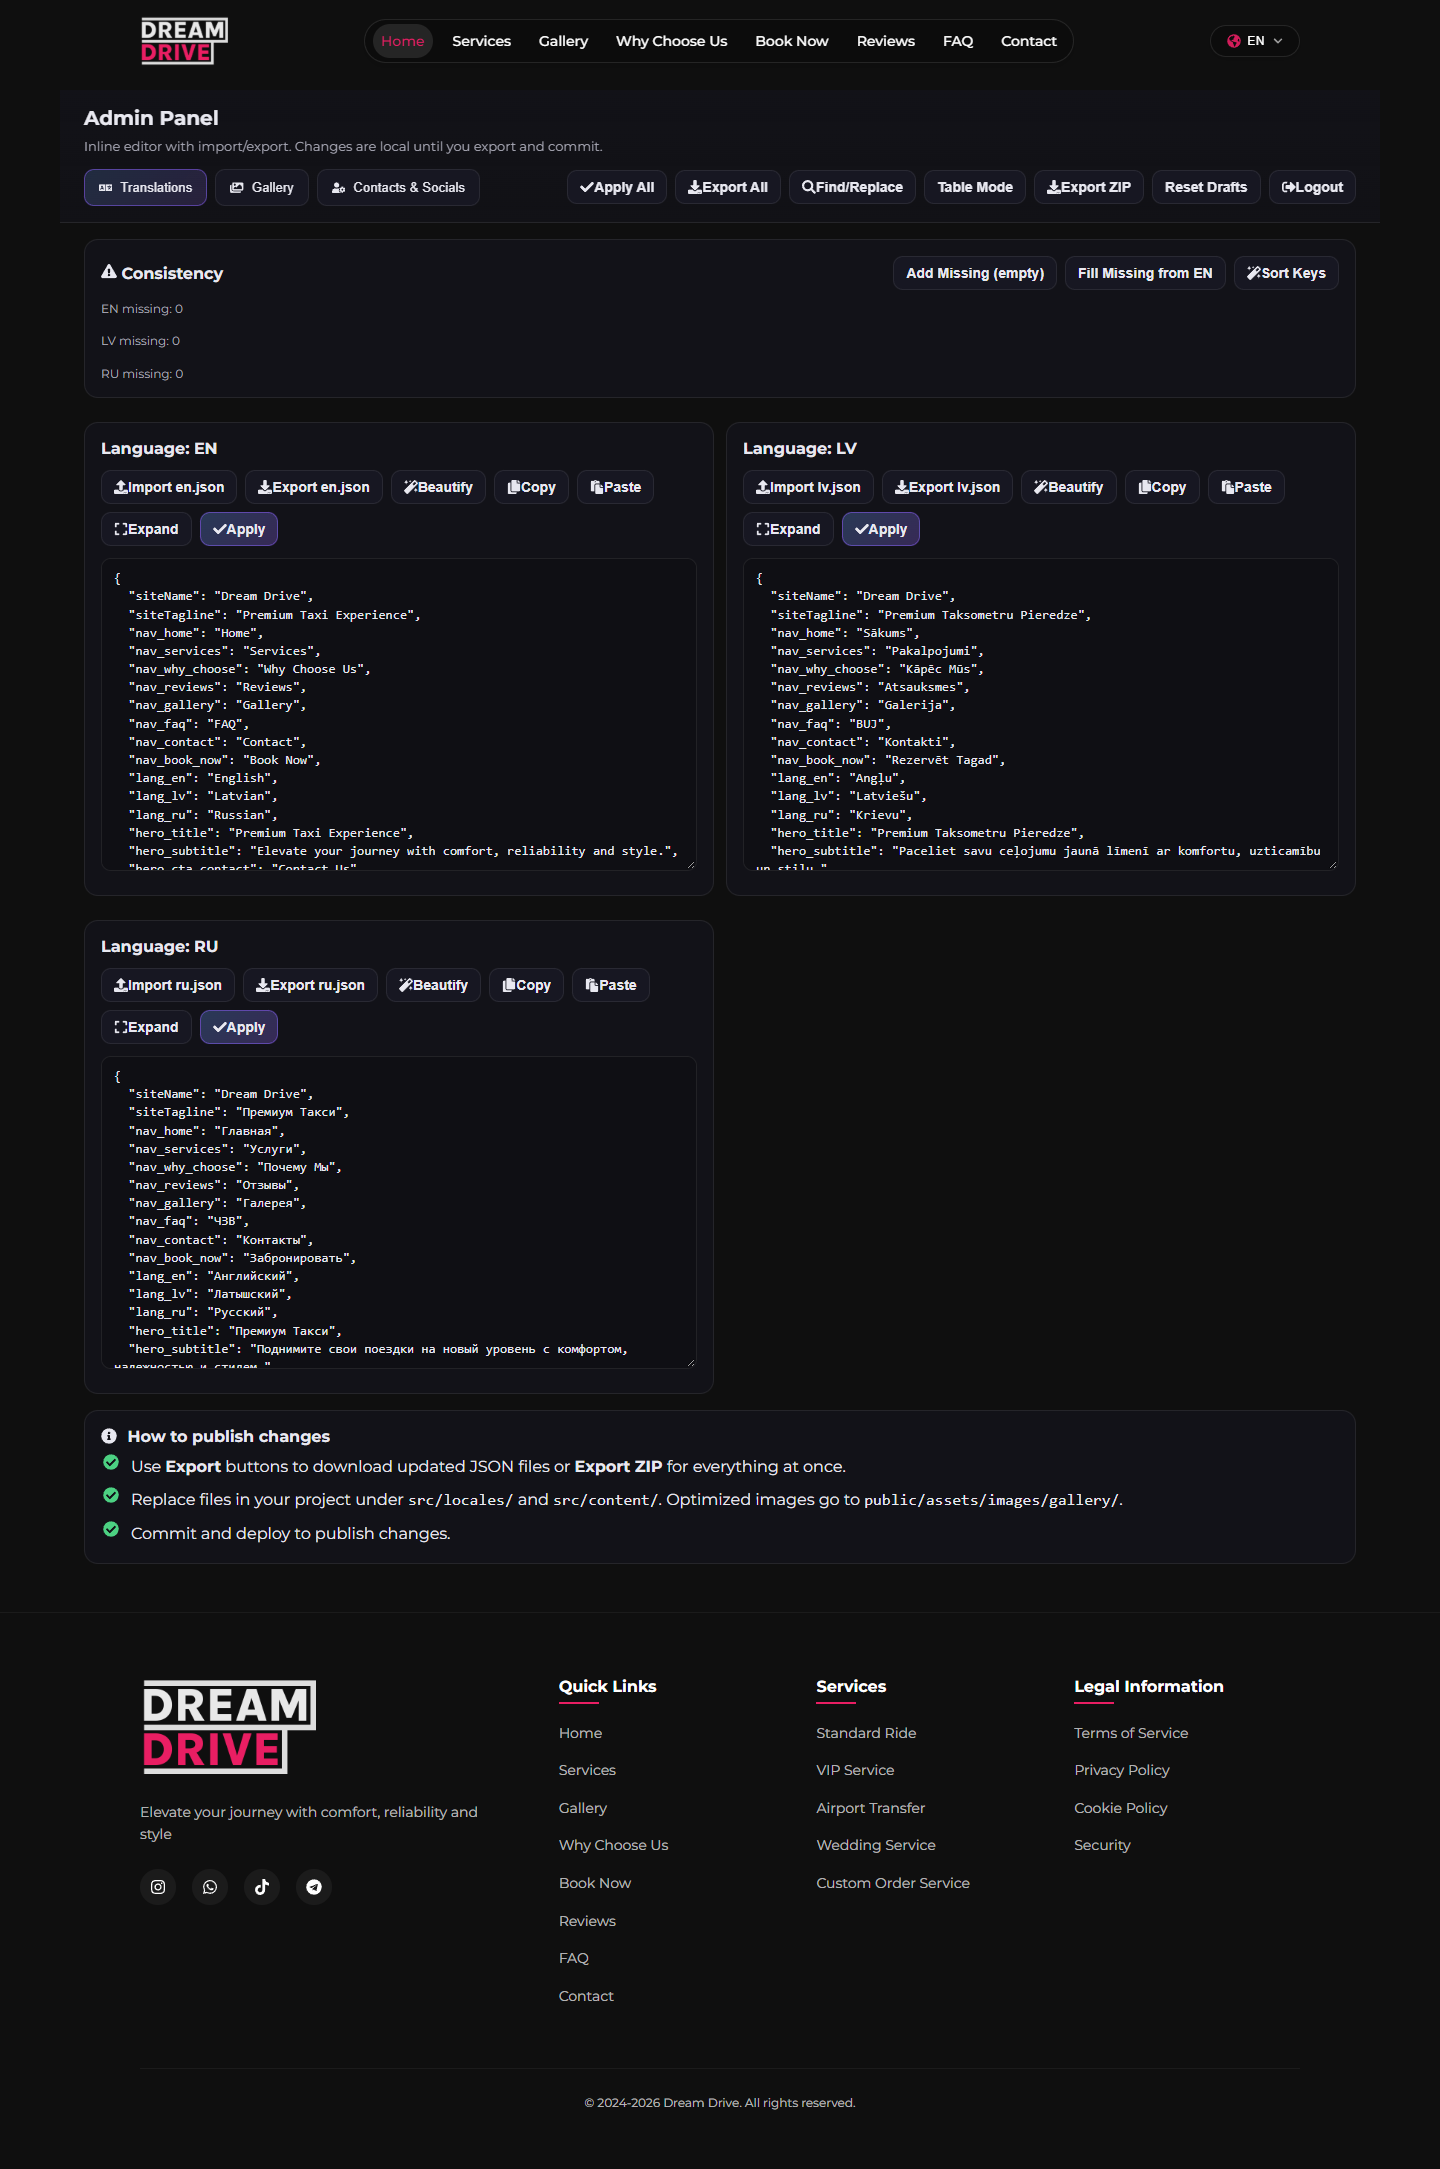 DREAM
DRIVE
Home Services Gallery Why Choose Us Book Now Reviews FAQ Contact
EN
Admin Panel
Inline editor with import/export. Changes are local until you export and commit.
Translations Gallery Contacts & Socials Apply All Export All Find/Replace Table Mode Export ZIP Reset Drafts Logout
Consistency Add Missing (empty) Fill Missing from EN Sort Keys
EN missing: 0
LV missing: 0
RU missing: 0
Language: EN
Import en.json Export en.json Beautify Copy Paste
Expand Apply
{
"siteName": "Dream Drive",
"siteTagline": "Premium Taxi Experience",
"nav_home": "Home",
"nav_services": "Services",
"nav_why_choose": "Why Choose Us",
"nav_reviews": "Reviews",
"nav_gallery": "Gallery",
"nav_faq": "FAQ",
"nav_contact": "Contact",
"nav_book_now": "Book Now",
"lang_en": "English",
"lang_lv": "Latvian",
"lang_ru": "Russian",
"hero_title": "Premium Taxi Experience",
"hero_subtitle": "Elevate your journey with comfort, reliability and style.",
"hero_cta_contact": "Contact Us"
Language: LV
Import lv.json Export lv.json Beautify Copy Paste
Expand Apply
{
"siteName": "Dream Drive",
"siteTagline": "Premium Taksometru Pieredze",
"nav_home": "Sākums",
"nav_services": "Pakalpojumi",
"nav_why_choose": "Kāpēc Mūs",
"nav_reviews": "Atsauksmes",
"nav_gallery": "Galerija",
"nav_faq": "BUJ",
"nav_contact": "Kontakti",
"nav_book_now": "Rezervēt Tagad",
"lang_en": "Angļu",
"lang_lv": "Latviešu",
"lang_ru": "Krievu",
"hero_title": "Premium Taksometru Pieredze",
"hero_subtitle": "Paceliet savu ceļojumu jaunā līmenī ar komfortu, uzticamību
un stilu."
Language: RU
Import ru.json Export ru.json Beautify Copy Paste
Expand Apply
{
"siteName": "Dream Drive",
"siteTagline": "Премиум Такси",
"nav_home": "Главная",
"nav_services": "Услуги",
"nav_why_choose": "Почему Мы",
"nav_reviews": "Отзывы",
"nav_gallery": "Галерея",
"nav_faq": "ЧЗВ",
"nav_contact": "Контакты",
"nav_book_now": "Забронировать",
"lang_en": "Английский",
"lang_lv": "Латышский",
"lang_ru": "Русский",
"hero_title": "Премиум Такси",
"hero_subtitle": "Поднимите свои поездки на новый уровень с комфортом,
надежностью и стилем."
How to publish changes
Use Export buttons to download updated JSON files or Export ZIP for everything at once.
Replace files in your project under src/locales/ and src/content/. Optimized images go to public/assets/images/gallery/.
Commit and deploy to publish changes.
DREAM
DRIVE
Elevate your journey with comfort, reliability and
style
Quick Links
Home
Services
Gallery
Why Choose Us
Book Now
Reviews
FAQ
Contact
Services
Standard Ride
VIP Service
Airport Transfer
Wedding Service
Custom Order Service
Legal Information
Terms of Service
Privacy Policy
Cookie Policy
Security
© 2024-2026 Dream Drive. All rights reserved.